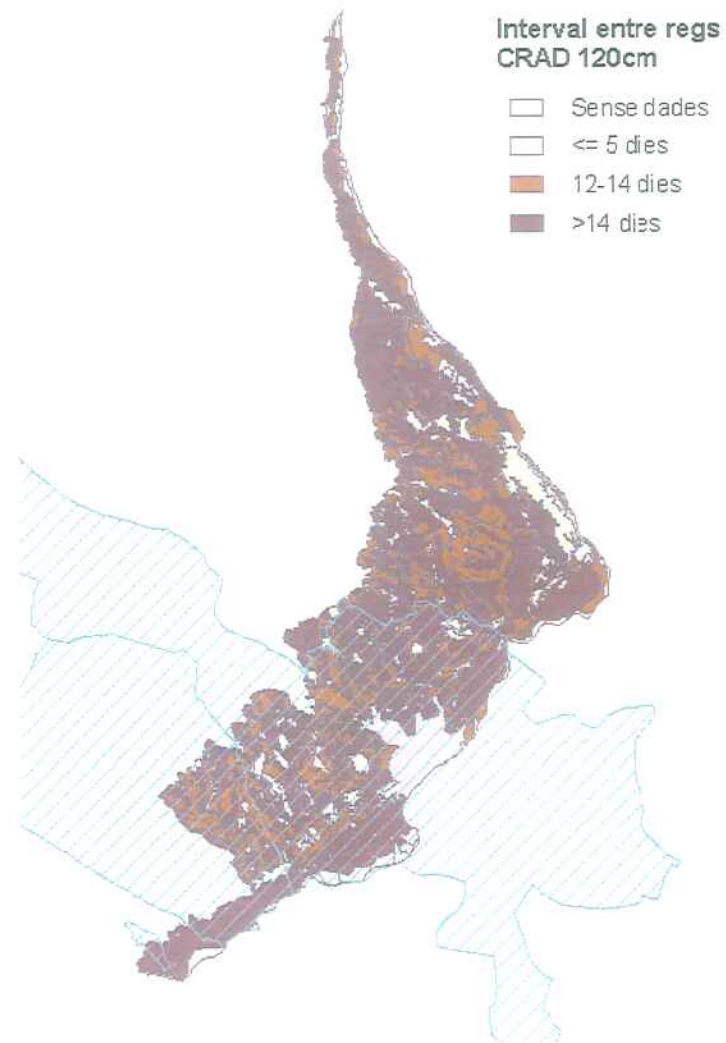 Interval entre regs
CRAD 120cm
Sense dades
<= 5 dies
12-14 dies
>14 dies